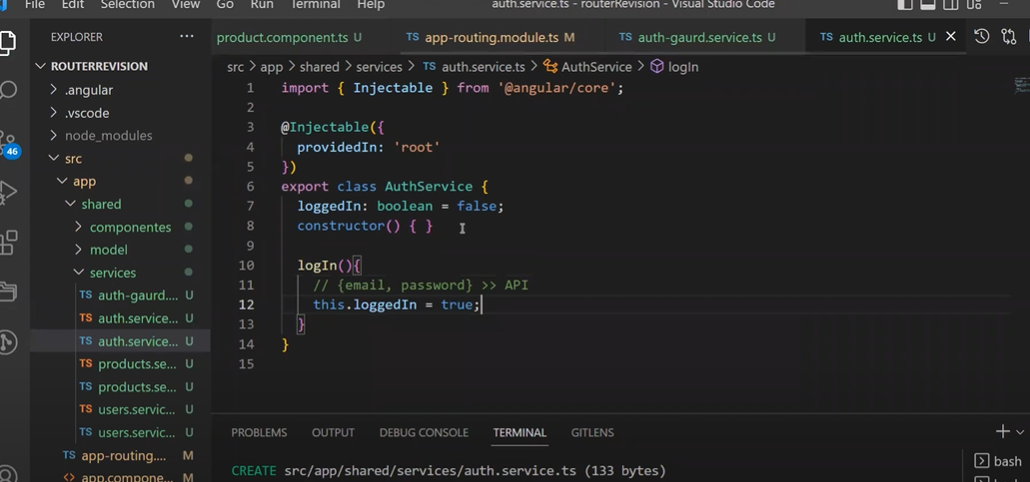 File Edit Selection View Go Run Terminal Help
auth.service.ts - routerRevision - Visual Studio Code
EXPLORER
product.component.ts U
TS app-routing.module.ts M
TS auth-gaurd.service.ts U
TS auth.service.ts U
ROUTERREVISION
.angular
.vscode
node_modules
src
app
shared
componentes
model
services
TS auth-gaurd.... U
TS auth.service... U
TS auth.service... U
TS products.se... U
TS products.se... U
TS users.servic... U
TS users.servic... U
TS app-routing.... M
<> app.compone...
46
src > app > shared > services > TS auth.service.ts > AuthService > logIn
1 import { Injectable } from '@angular/core';
2
3 @Injectable({
4 providedIn: 'root'
5 })
6 export class AuthService {
7 loggedIn: boolean = false;
8 constructor() { }
9
10 logIn(){
11 // {email, password} >> API
12 this.loggedIn = true;
13 }
14 }
15
PROBLEMS OUTPUT DEBUG CONSOLE TERMINAL GITLENS
CREATE src/app/shared/services/auth.service.ts (133 bytes)
bash
bash